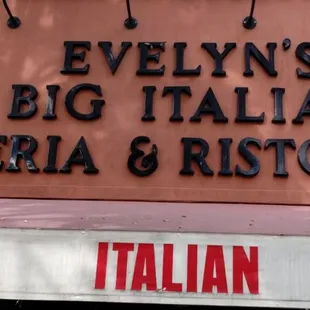 EVELYN'S
BIG ITALIA
ERIA & RISTO
ITALIAN